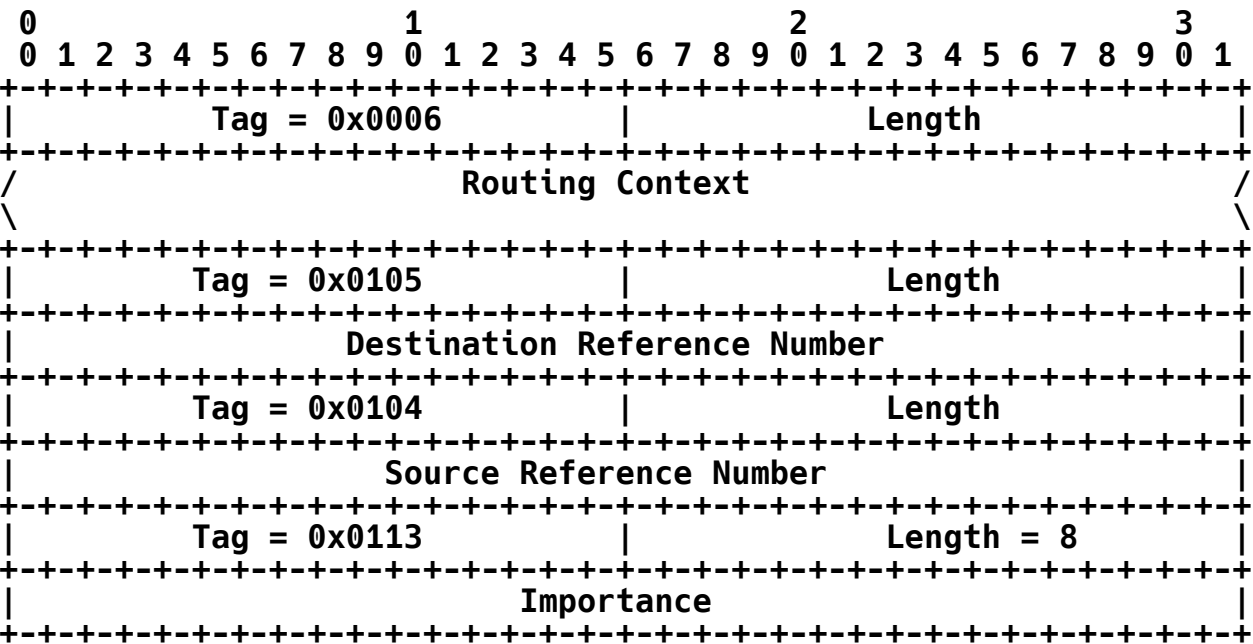 0                   1                   2                   3
 0 1 2 3 4 5 6 7 8 9 0 1 2 3 4 5 6 7 8 9 0 1 2 3 4 5 6 7 8 9 0 1
+-+-+-+-+-+-+-+-+-+-+-+-+-+-+-+-+-+-+-+-+-+-+-+-+-+-+-+-+-+-+-+-+
|          Tag = 0x0006         |            Length             |
+-+-+-+-+-+-+-+-+-+-+-+-+-+-+-+-+-+-+-+-+-+-+-+-+-+-+-+-+-+-+-+-+
/                       Routing Context                         /
\                                                               \
+-+-+-+-+-+-+-+-+-+-+-+-+-+-+-+-+-+-+-+-+-+-+-+-+-+-+-+-+-+-+-+-+
|         Tag = 0x0105          |             Length            |
+-+-+-+-+-+-+-+-+-+-+-+-+-+-+-+-+-+-+-+-+-+-+-+-+-+-+-+-+-+-+-+-+
|                 Destination Reference Number                  |
+-+-+-+-+-+-+-+-+-+-+-+-+-+-+-+-+-+-+-+-+-+-+-+-+-+-+-+-+-+-+-+-+
|         Tag = 0x0104          |             Length            |
+-+-+-+-+-+-+-+-+-+-+-+-+-+-+-+-+-+-+-+-+-+-+-+-+-+-+-+-+-+-+-+-+
|                   Source Reference Number                     |
+-+-+-+-+-+-+-+-+-+-+-+-+-+-+-+-+-+-+-+-+-+-+-+-+-+-+-+-+-+-+-+-+
|         Tag = 0x0113          |             Length = 8        |
+-+-+-+-+-+-+-+-+-+-+-+-+-+-+-+-+-+-+-+-+-+-+-+-+-+-+-+-+-+-+-+-+
|                          Importance                           |
+-+-+-+-+-+-+-+-+-+-+-+-+-+-+-+-+-+-+-+-+-+-+-+-+-+-+-+-+-+-+-+-+